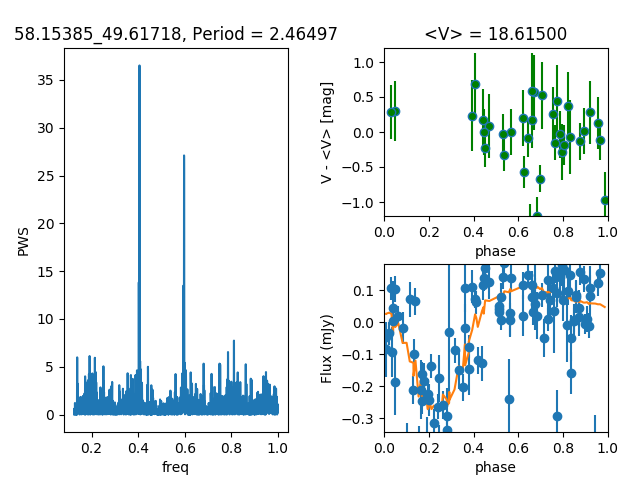 58.15385_49.61718, Period = 2.46497
PWS
35
30
25
20
15
10
5
0
0.2 0.4 0.6 0.8 1.0
freq
<V> = 18.61500
V - <V> [mag]
1.0
0.5
0.0
−0.5
−1.0
0.0 0.2 0.4 0.6 0.8 1.0
phase
Flux (mJy)
0.1
0.0
−0.1
−0.2
−0.3
0.0 0.2 0.4 0.6 0.8 1.0
phase